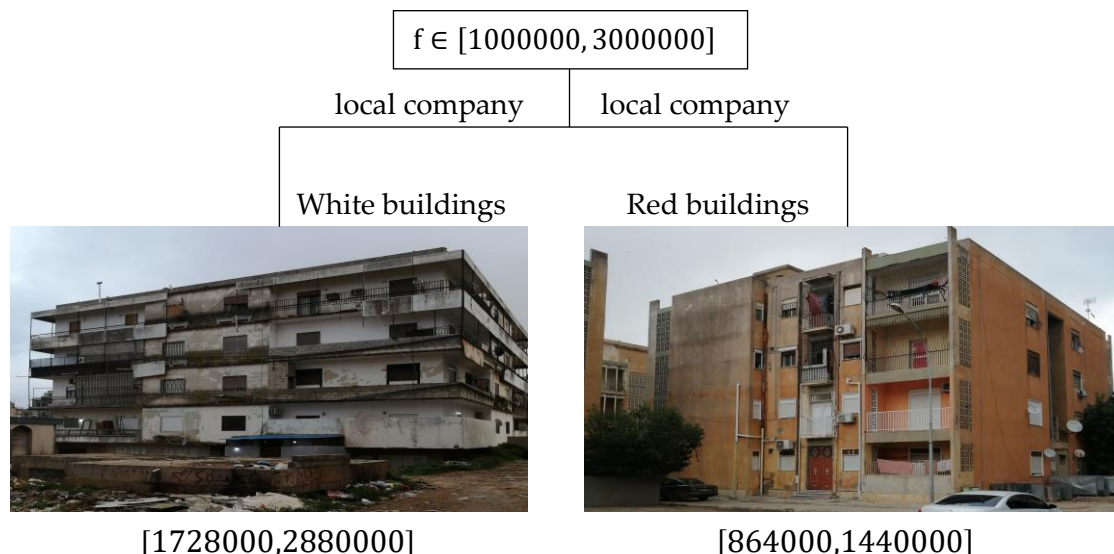 f ∈ [1000000, 3000000]
local company
local company
White buildings
Red buildings
[1728000,2880000]
[864000,1440000]